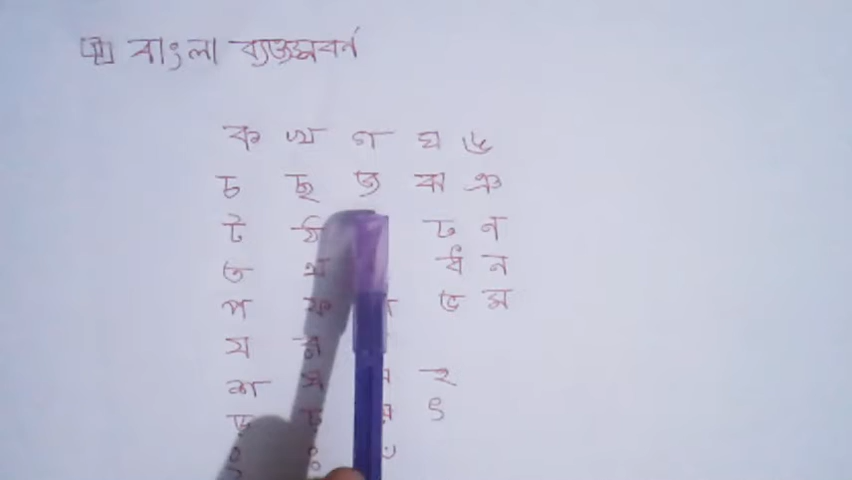 বাংলা ব্যঞ্জনবর্ন
ক খ গ ঘ ঙ
চ ছ জ ঝ ঞ
ট ঠ ঢ ন
ত থ ধ ন
প ফ ভ ম
য র
শ স হ
ড় ঢ় ৎ